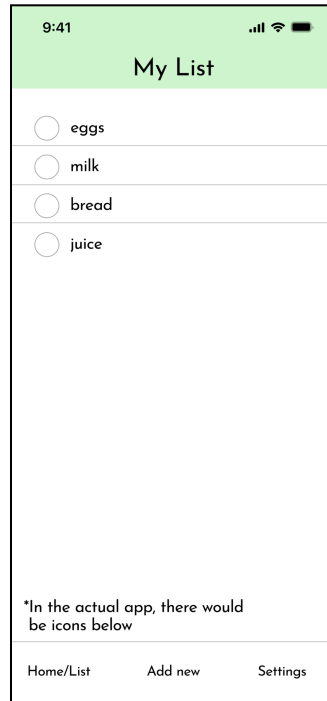 9:41
My List
eggs
milk
bread
juice
*In the actual app, there would
be icons below
Home/List Add new Settings